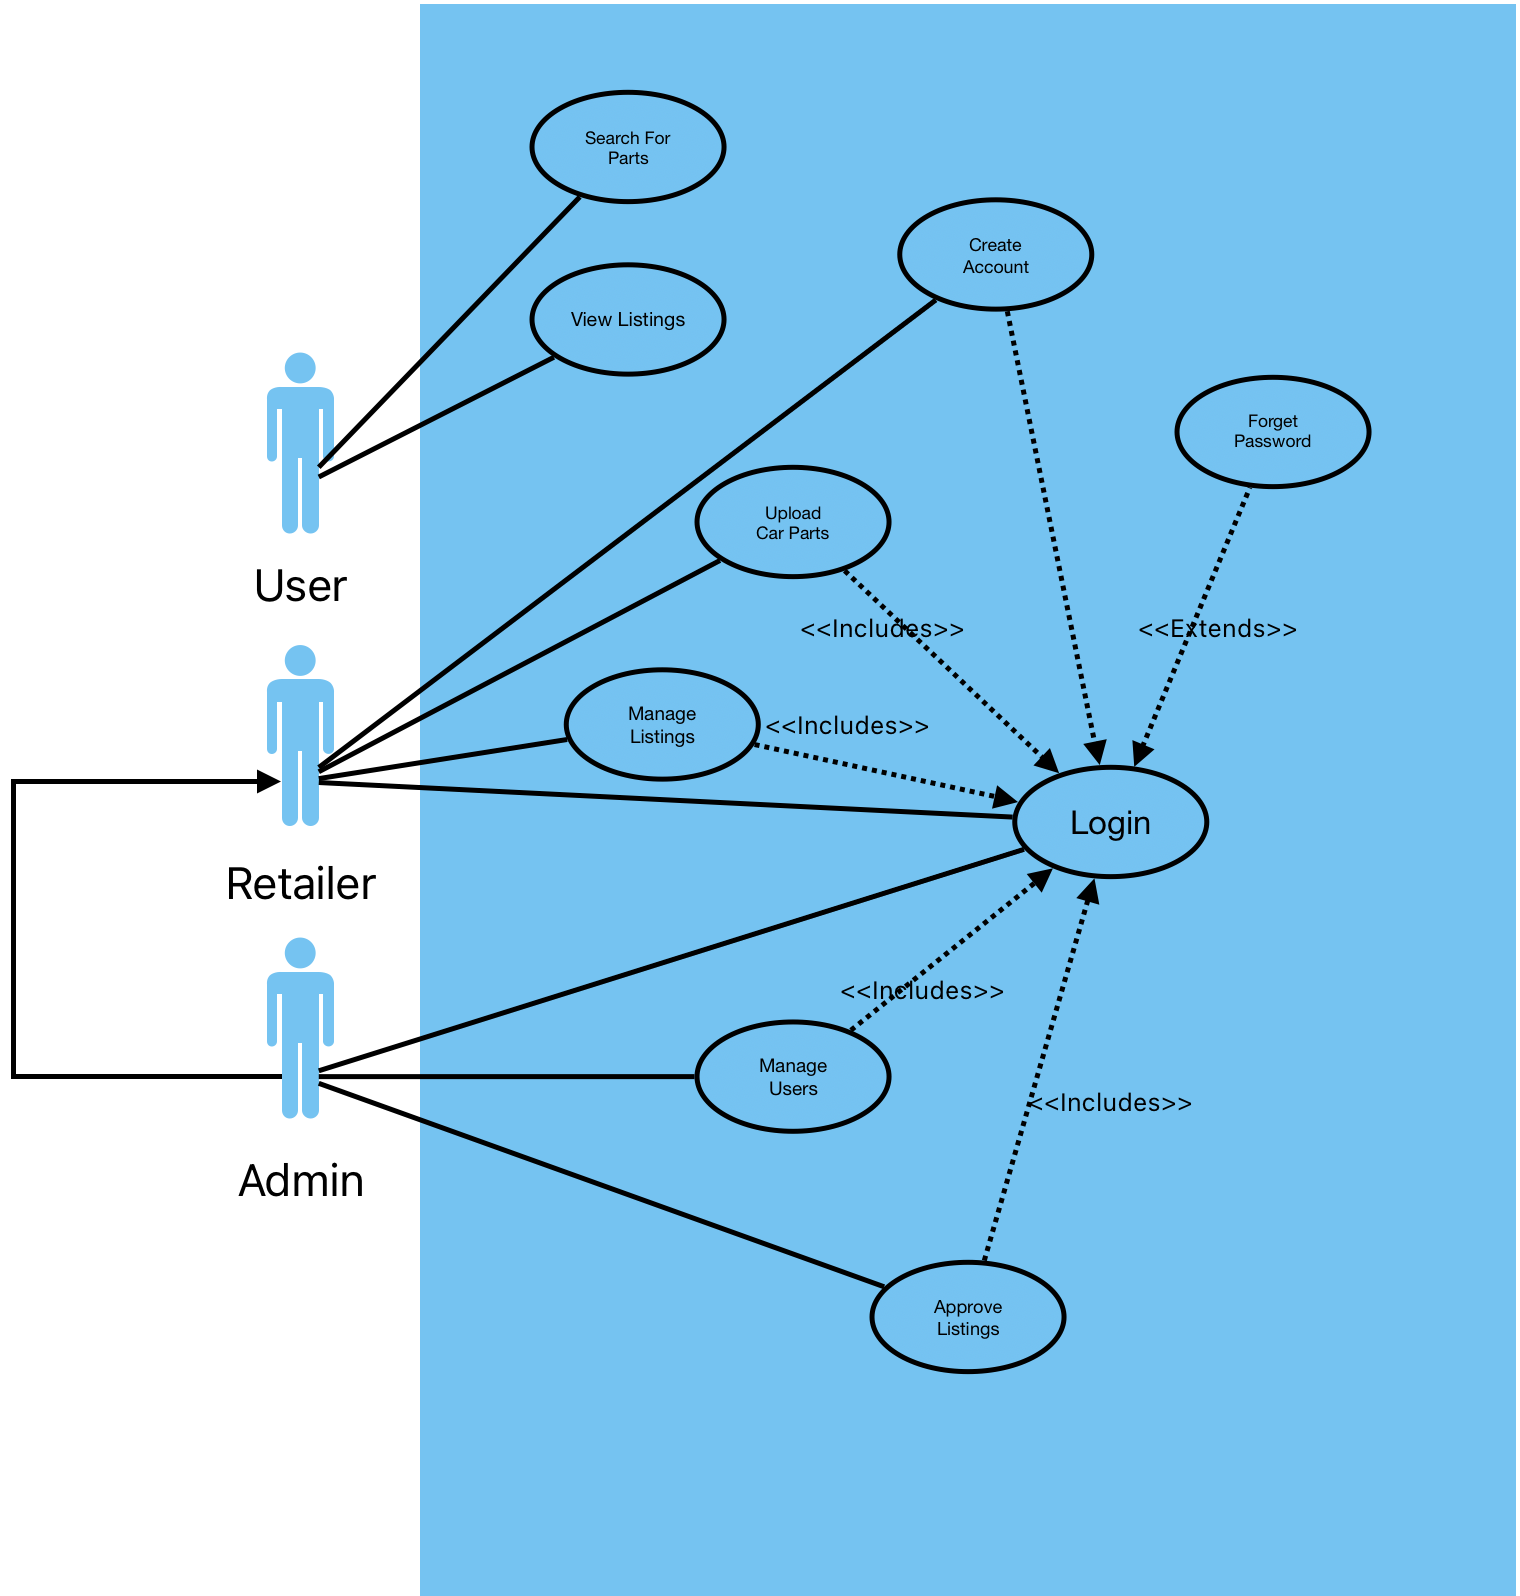 Search For
Parts
Create
Account
View Listings
Forget
Password
Upload
Car Parts
User
<<Includes>>
<<Extends>>
Manage
Listings
<<Includes>>
Login
Retailer
<<Includes>>
Manage
Users
<<Includes>>
Admin
Approve
Listings